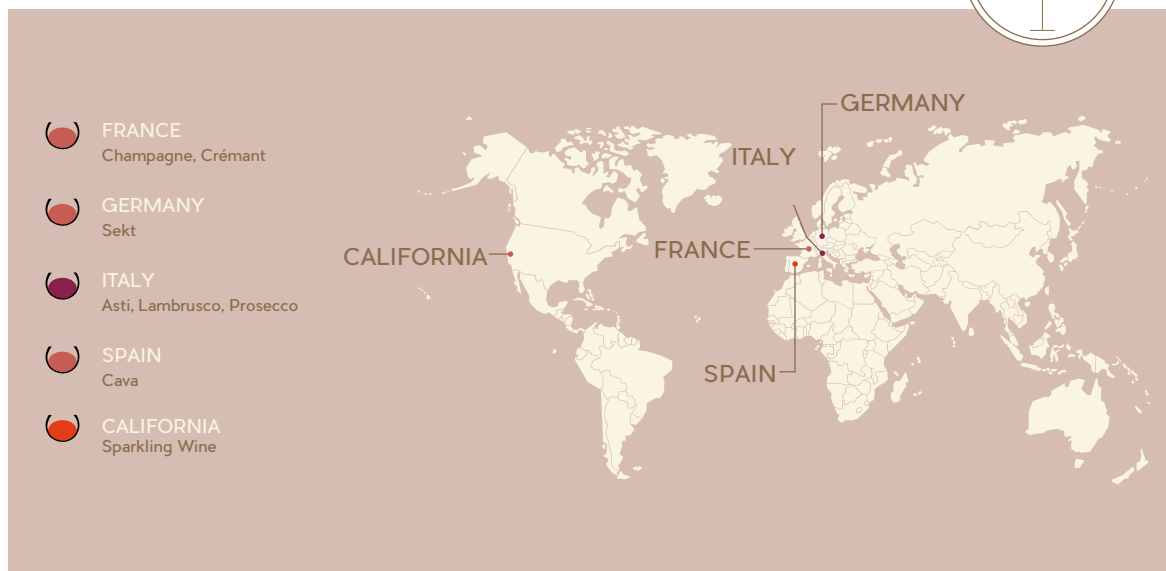 FRANCE
Champagne, Crémant
GERMANY
Sekt
ITALY
Asti, Lambrusco, Prosecco
SPAIN
Cava
CALIFORNIA
Sparkling Wine
GERMANY
ITALY
FRANCE
CALIFORNIA
SPAIN